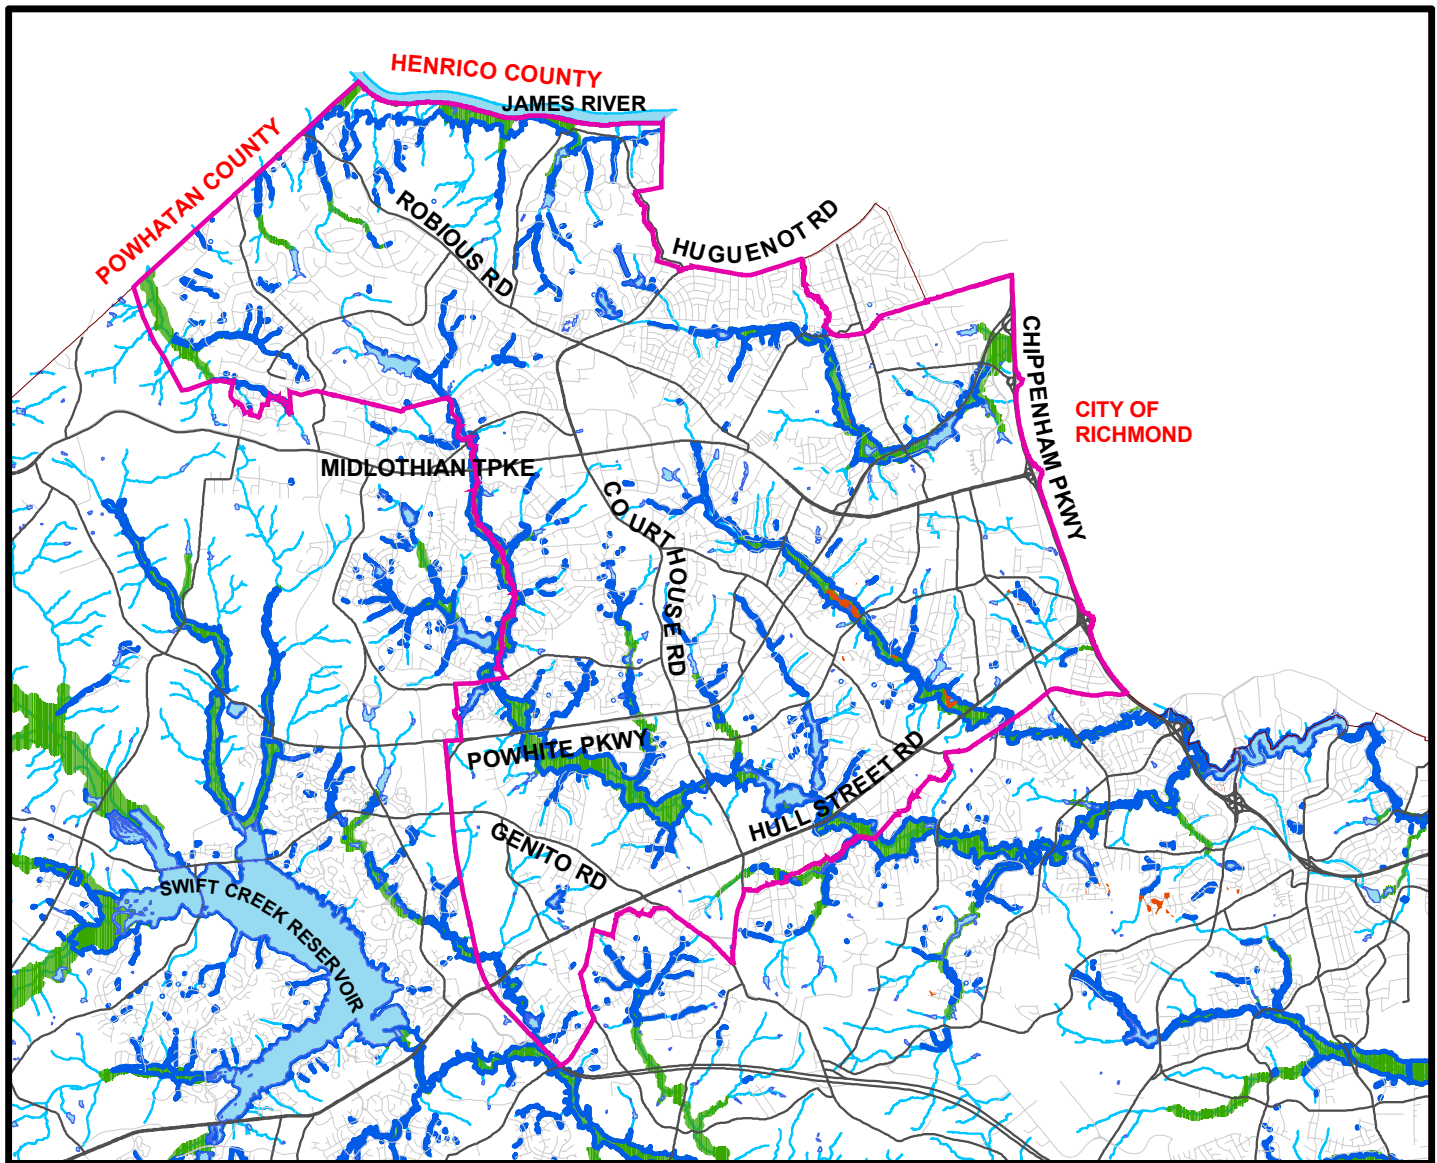 HENRICO COUNTY
JAMES RIVER
POWHATAN COUNTY
ROBIOUS RD
HUGUENOT RD
CHIPPENHAM PKWY
CITY OF
RICHMOND
MIDLOTHIAN TPKE
COURT HOUSE RD
POWHITE PKWY
HULL STREET RD
GENITO RD
SWIFT CREEK RESERVOIR